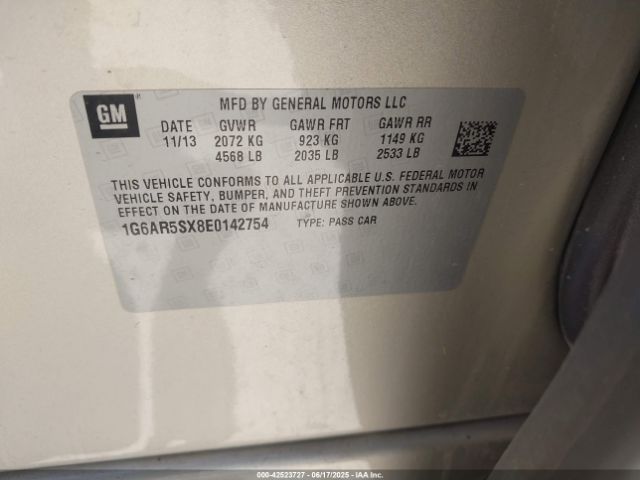 GM
MFD BY GENERAL MOTORS LLC
DATE GVWR GAWR FRT GAWR RR
11/13 2072 KG 923 KG 1149 KG
4568 LB 2035 LB 2533 LB
THIS VEHICLE CONFORMS TO ALL APPLICABLE U.S. FEDERAL MOTOR
VEHICLE SAFETY, BUMPER, AND THEFT PREVENTION STANDARDS IN
EFFECT ON THE DATE OF MANUFACTURE SHOWN ABOVE.
1G6AR5SX8E0142754 TYPE: PASS CAR
000-42523727 - 06/17/2025 - IAAI.COM